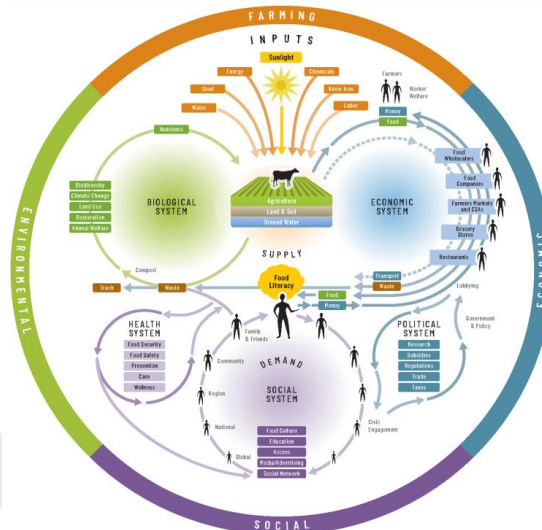 FARMING
INPUTS
Sunlight
Energy
Chemicals
Seed
Know-how
Water
Labor
Farmers
Worker
Welfare
Money
Food
Nutrients
Food
Wholesalers
Food
Companies
Farmers Markets
and CSAs
Grocery
Stores
Restaurants
Biodiversity
Climate Change
Land Use
Restoration
Animal Welfare
BIOLOGICAL
SYSTEM
Agriculture
Land & Soil
Ground Water
ECONOMIC
SYSTEM
ENVIRONMENTAL
ECONOMIC
SUPPLY
Compost
Trash
Waste
Food
Literacy
Transport
Waste
Food
Money
Lobbying
Government
& Policy
HEALTH
SYSTEM
Food Security
Food Safety
Prevention
Care
Wellness
Family
& Friends
Community
Region
National
Global
DEMAND
SOCIAL
SYSTEM
Food Culture
Education
Access
Media/Advertising
Social Network
POLITICAL
SYSTEM
Research
Subsidies
Regulations
Trade
Taxes
Civic
Engagement
SOCIAL